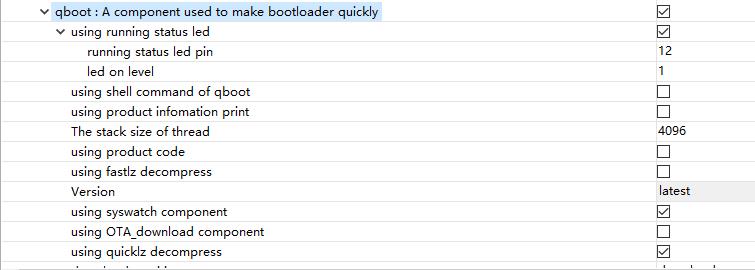 qboot : A component used to make bootloader quickly
using running status led
running status led pin 12
led on level 1
using shell command of qboot
using product infomation print
The stack size of thread 4096
using product code
using fastlz decompress
Version latest
using syswatch component
using OTA_download component
using quicklz decompress